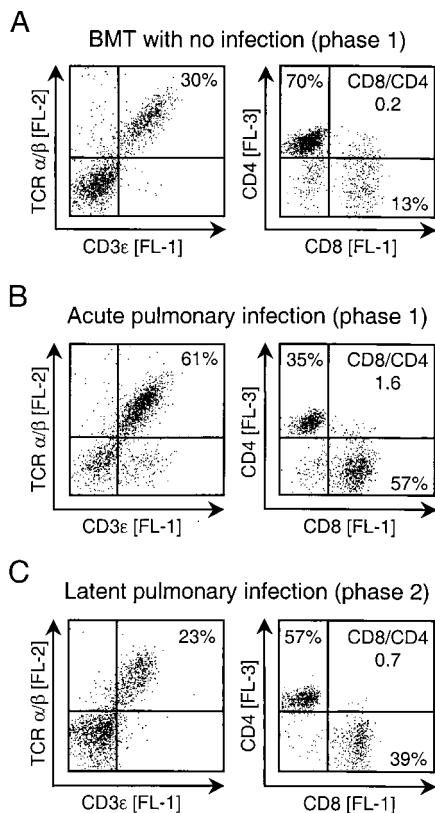 A
BMT with no infection (phase 1)
TCR α/β [FL-2]
30%
CD3ε [FL-1]
CD4 [FL-3]
70%
CD8/CD4
0.2
13%
CD8 [FL-1]
B
Acute pulmonary infection (phase 1)
TCR α/β [FL-2]
61%
CD3ε [FL-1]
CD4 [FL-3]
35%
CD8/CD4
1.6
57%
CD8 [FL-1]
C
Latent pulmonary infection (phase 2)
TCR α/β [FL-2]
23%
CD3ε [FL-1]
CD4 [FL-3]
57%
CD8/CD4
0.7
39%
CD8 [FL-1]